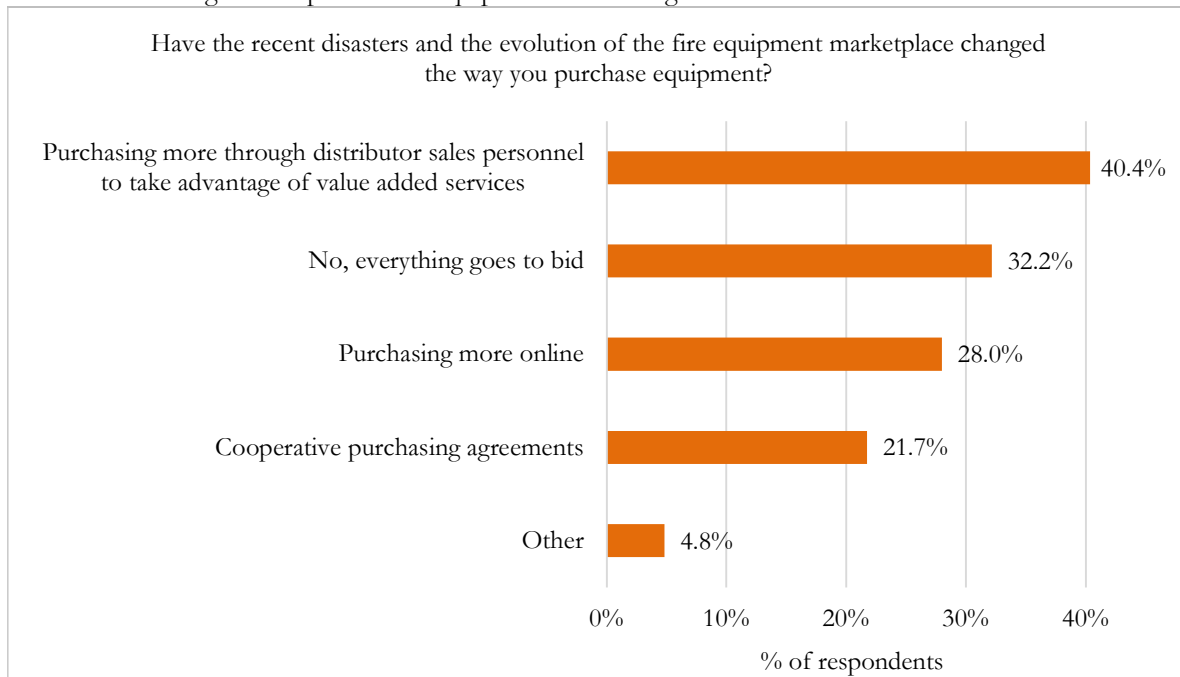 Have the recent disasters and the evolution of the fire equipment marketplace changed
the way you purchase equipment?
Purchasing more through distributor sales personnel
to take advantage of value added services
40.4%
No, everything goes to bid
32.2%
Purchasing more online
28.0%
Cooperative purchasing agreements
21.7%
Other
4.8%
0%
10%
20%
30%
40%
% of respondents